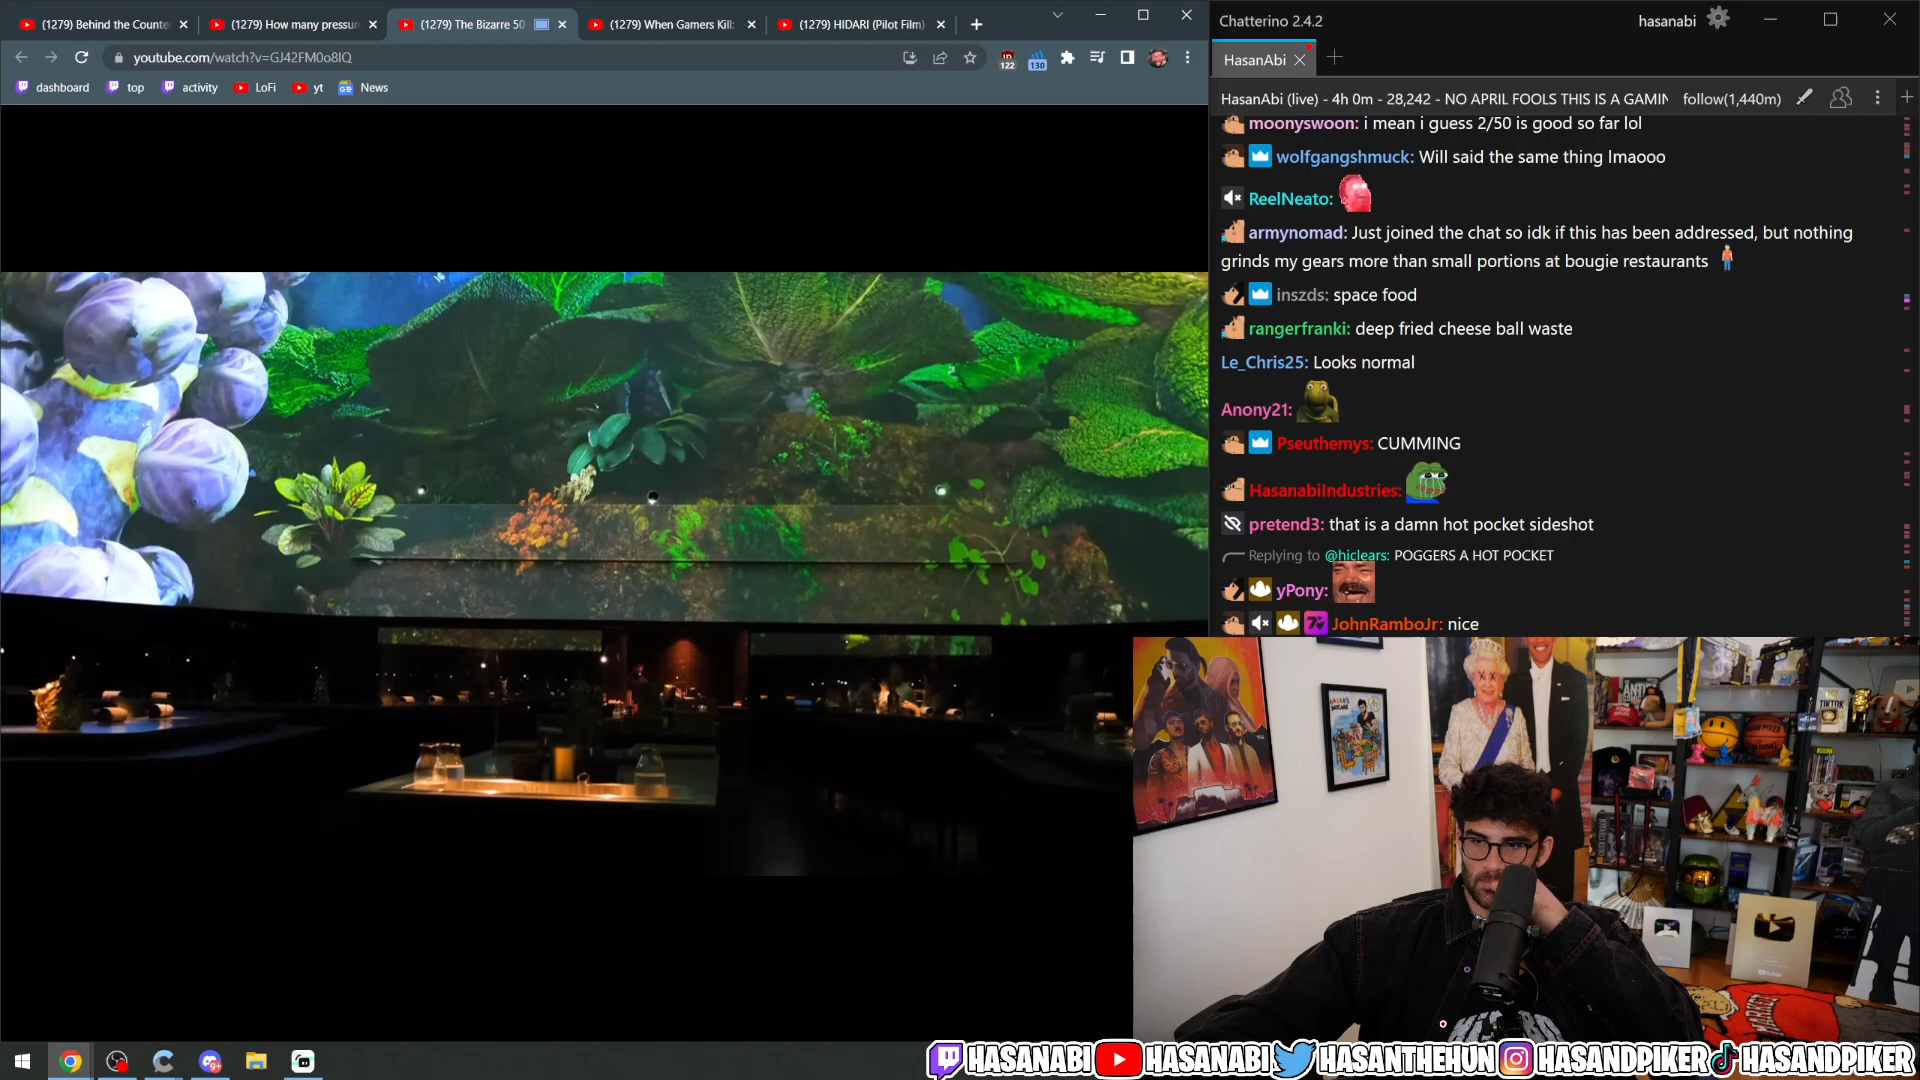 (1279) Behind the Counte
(1279) How many pressur
(1279) The Bizarre 50
(1279) When Gamers Kill:
(1279) HIDARI (Pilot Film)
youtube.com/watch?v=GJ42FM0o8IQ
122
130
dashboard
top
activity
LoFi
yt
News
Chatterino 2.4.2
hasanabi
HasanAbi
HasanAbi (live) - 4h 0m - 28,242 - NO APRIL FOOLS THIS IS A GAMIN
follow(1,440m)
moonyswoon: i mean i guess 2/50 is good so far lol
wolfgangshmuck: Will said the same thing lmaooo
ReelNeato:
armynomad: Just joined the chat so idk if this has been addressed, but nothing
grinds my gears more than small portions at bougie restaurants
inszds: space food
rangerfranki: deep fried cheese ball waste
Le_Chris25: Looks normal
Anony21:
Pseuthemys: CUMMING
HasanabiIndustries:
pretend3: that is a damn hot pocket sideshot
Replying to @hiclears: POGGERS A HOT POCKET
yPony:
JohnRamboJr: nice
TIKTOK
HASANABI
HASANABI
HASANTHEHUN
HASANDPIKER
HASANDPIKER